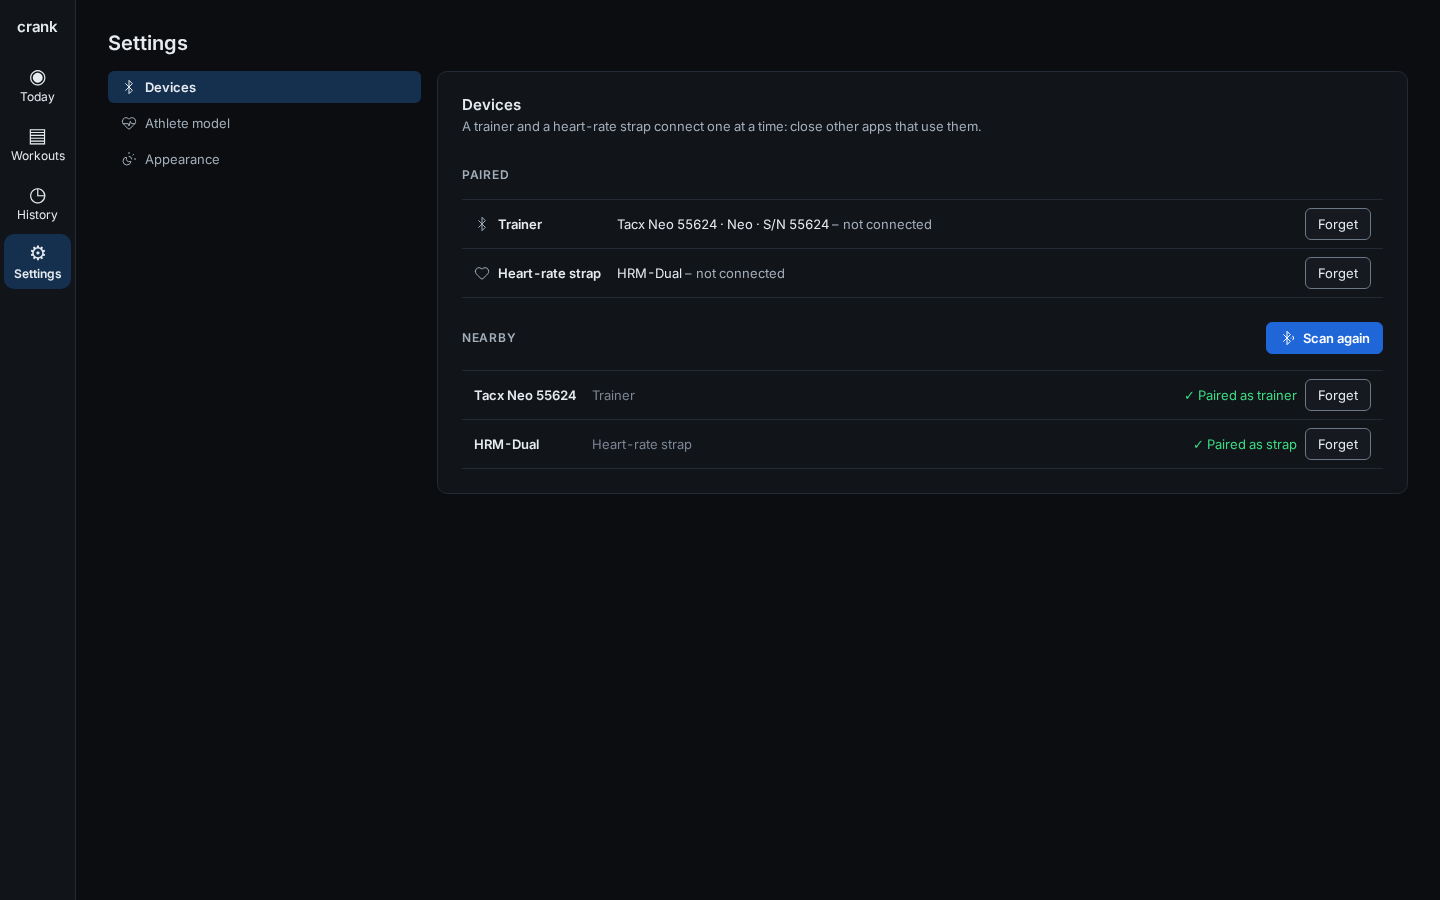 crank
Today
Workouts
History
Settings
Settings
Devices
Athlete model
Appearance
Devices
A trainer and a heart-rate strap connect one at a time: close other apps that use them.
PAIRED
Trainer Tacx Neo 55624 · Neo · S/N 55624 – not connected Forget
Heart-rate strap HRM-Dual – not connected Forget
NEARBY Scan again
Tacx Neo 55624 Trainer ✓ Paired as trainer Forget
HRM-Dual Heart-rate strap ✓ Paired as strap Forget